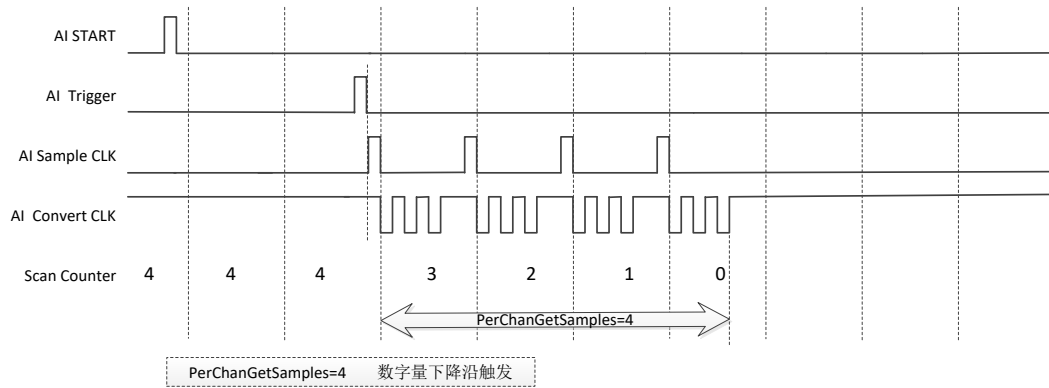 AI START
AI Trigger
AI Sample CLK
AI Convert CLK
Scan Counter 4 4 4 3 2 1 0
PerChanGetSamples=4
PerChanGetSamples=4 数字量下降沿触发